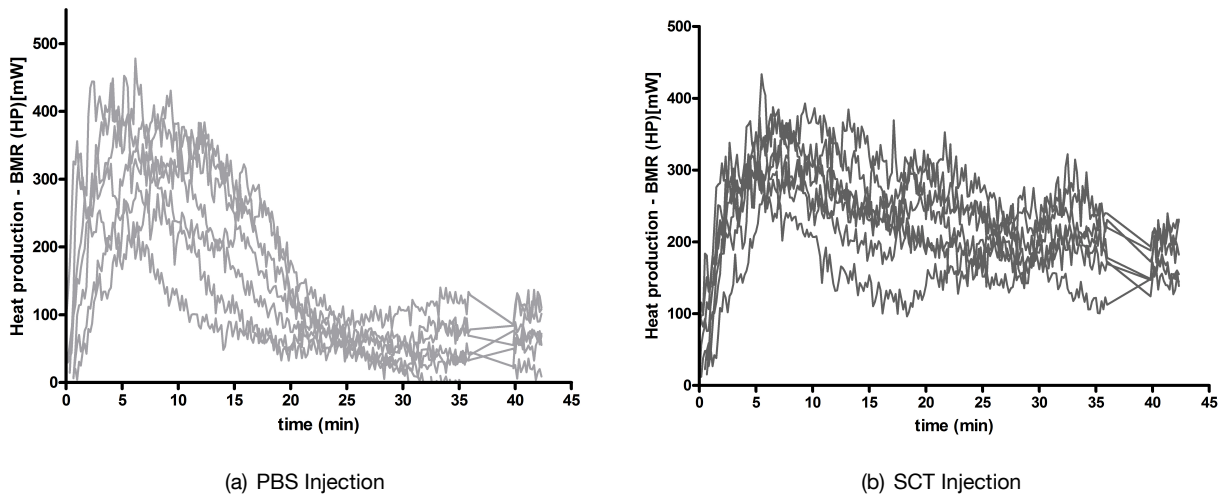 Heat production - BMR (HP)[mW]
500
400
300
200
100
0
0 5 10 15 20 25 30 35 40 45
time (min)
(a) PBS Injection
Heat production - BMR (HP)[mW]
500
400
300
200
100
0
0 5 10 15 20 25 30 35 40 45
time (min)
(b) SCT Injection